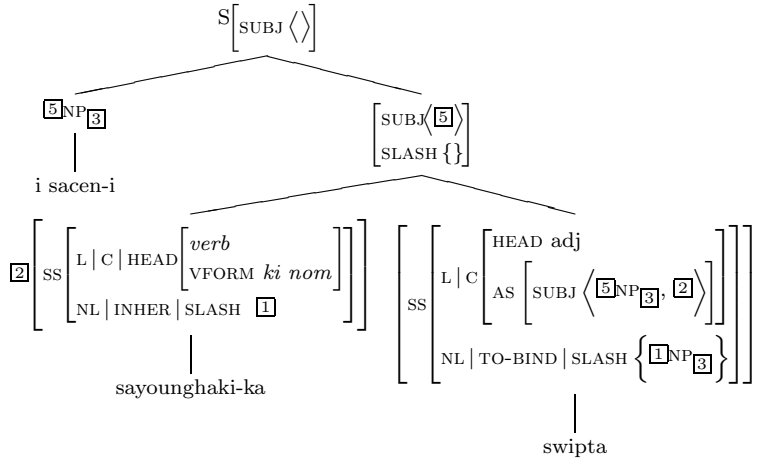 S[SUBJ ⟨⟩]
[5]NP[3]
[SUBJ⟨[5]⟩
SLASH {}]
i sacen-i
[2][SS [L | C | HEAD [verb
VFORM ki nom]
NL | INHER | SLASH [1]]]
[SS [L | C [HEAD adj
AS [SUBJ ⟨[5]NP[3], [2]⟩]]
NL | TO-BIND | SLASH {[1]NP[3]}]]
sayounghaki-ka
swipta